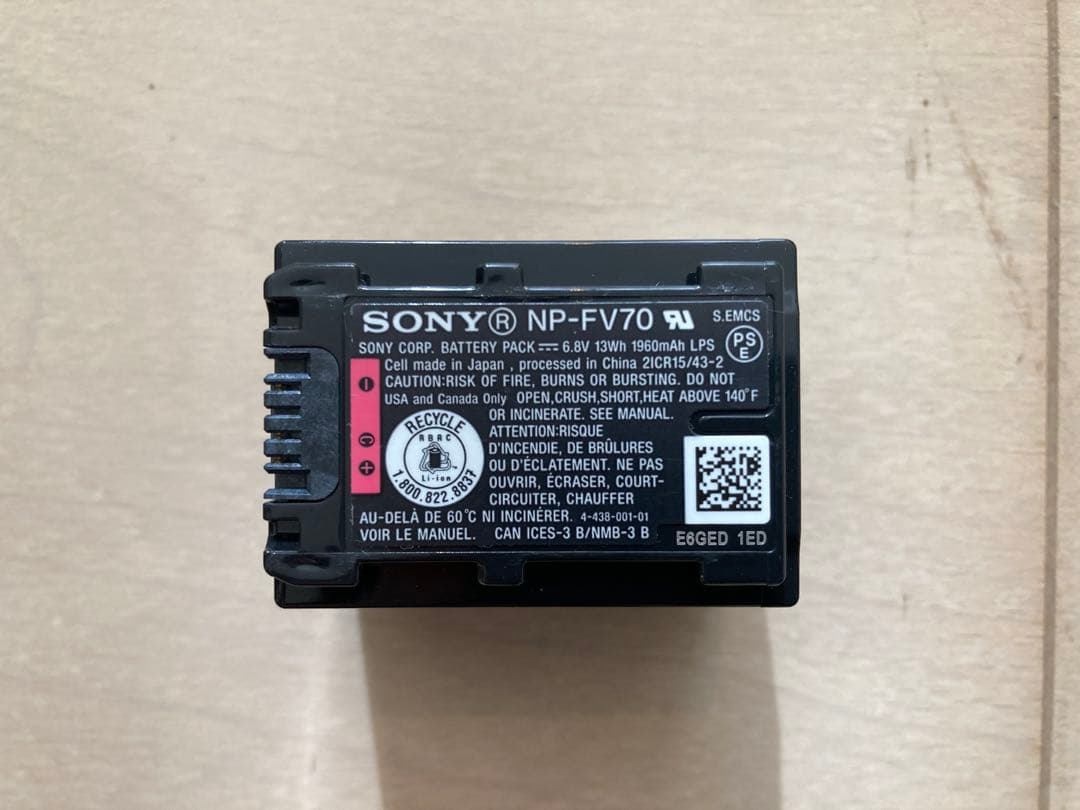 SONY® NP-FV70 RU S.EMCS
PS
E
SONY CORP. BATTERY PACK ⎓ 6.8V 13Wh 1960mAh LPS
Cell made in Japan , processed in China 2ICR15/43-2
CAUTION:RISK OF FIRE, BURNS OR BURSTING. DO NOT
USA and Canada Only OPEN,CRUSH,SHORT,HEAT ABOVE 140°F
OR INCINERATE. SEE MANUAL.
ATTENTION:RISQUE
D'INCENDIE, DE BRÛLURES
OU D'ÉCLATEMENT. NE PAS
OUVRIR, ÉCRASER, COURT-
CIRCUITER, CHAUFFER
AU-DELÀ DE 60°C NI INCINÉRER. 4-438-001-01
VOIR LE MANUEL. CAN ICES-3 B/NMB-3 B
− C +
RECYCLE
RBRC
Li-ion
1.800.822.8837
E6GED 1ED